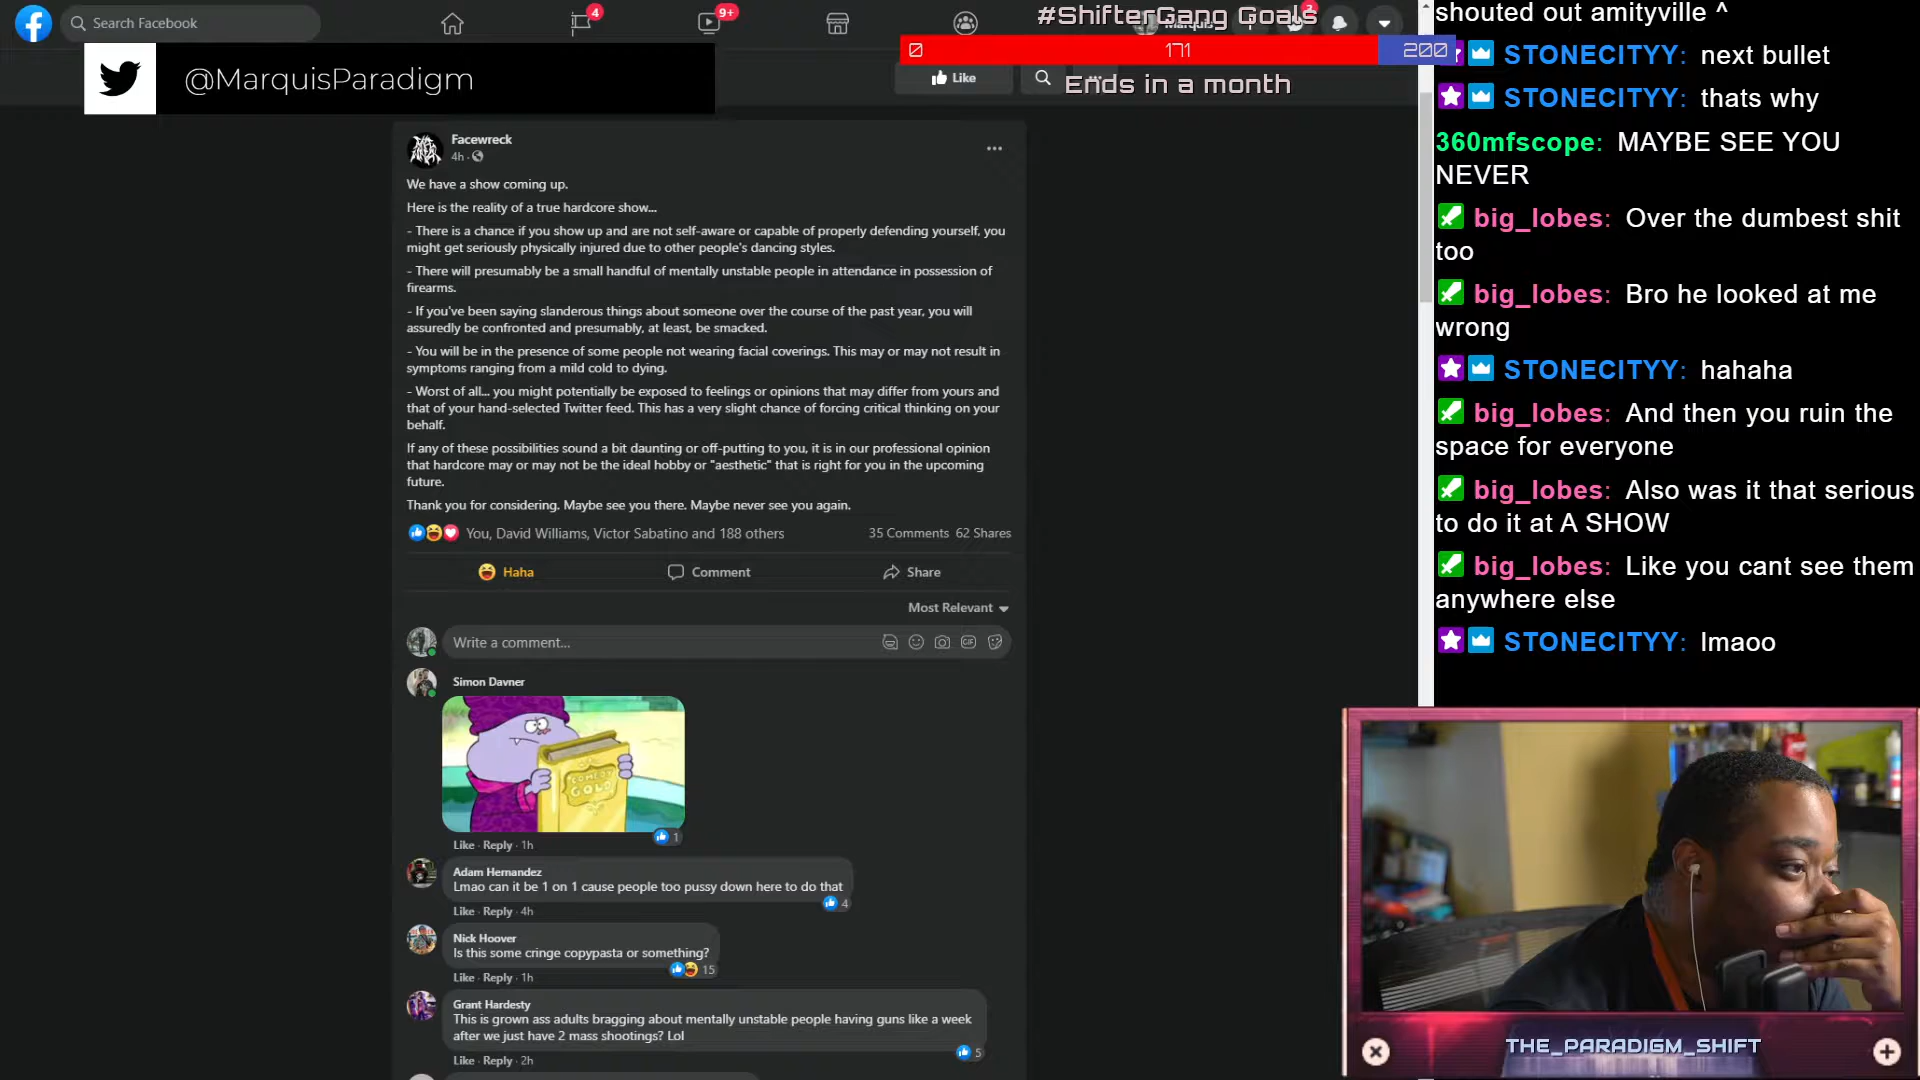 Search Facebook
4
9+
#ShifterGang Goals
0 171 200
Ends in a month
@MarquisParadigm
Like
Facewreck
4h
We have a show coming up.
Here is the reality of a true hardcore show...
- There is a chance if you show up and are not self-aware or capable of properly defending yourself, you
might get seriously physically injured due to other people's dancing styles.
- There will presumably be a small handful of mentally unstable people in attendance in possession of
firearms.
- If you've been saying slanderous things about someone over the course of the past year, you will
assuredly be confronted and presumably, at least, be smacked.
- You will be in the presence of some people not wearing facial coverings. This may or may not result in
symptoms ranging from a mild cold to dying.
- Worst of all... you might potentially be exposed to feelings or opinions that may differ from yours and
that of your hand-selected Twitter feed. This has a very slight chance of forcing critical thinking on your
behalf.
If any of these possibilities sound a bit daunting or off-putting to you, it is in our professional opinion
that hardcore may or may not be the ideal hobby or "aesthetic" that is right for you in the upcoming
future.
Thank you for considering. Maybe see you there. Maybe never see you again.
You, David Williams, Victor Sabatino and 188 others 35 Comments 62 Shares
Haha Comment Share
Most Relevant
Write a comment...
GIF
Simon Davner
COMEDY
GOLD
1
Like · Reply · 1h
Adam Hernandez
Lmao can it be 1 on 1 cause people too pussy down here to do that
4
Like · Reply · 4h
Nick Hoover
Is this some cringe copypasta or something?
15
Like · Reply · 1h
Grant Hardesty
This is grown ass adults bragging about mentally unstable people having guns like a week
after we just have 2 mass shootings? Lol
5
Like · Reply · 2h
shouted out amityville ^
STONECITYY: next bullet
STONECITYY: thats why
360mfscope: MAYBE SEE YOU
NEVER
big_lobes: Over the dumbest shit
too
big_lobes: Bro he looked at me
wrong
STONECITYY: hahaha
big_lobes: And then you ruin the
space for everyone
big_lobes: Also was it that serious
to do it at A SHOW
big_lobes: Like you cant see them
anywhere else
STONECITYY: lmaoo
THE_PARADIGM_SHIFT